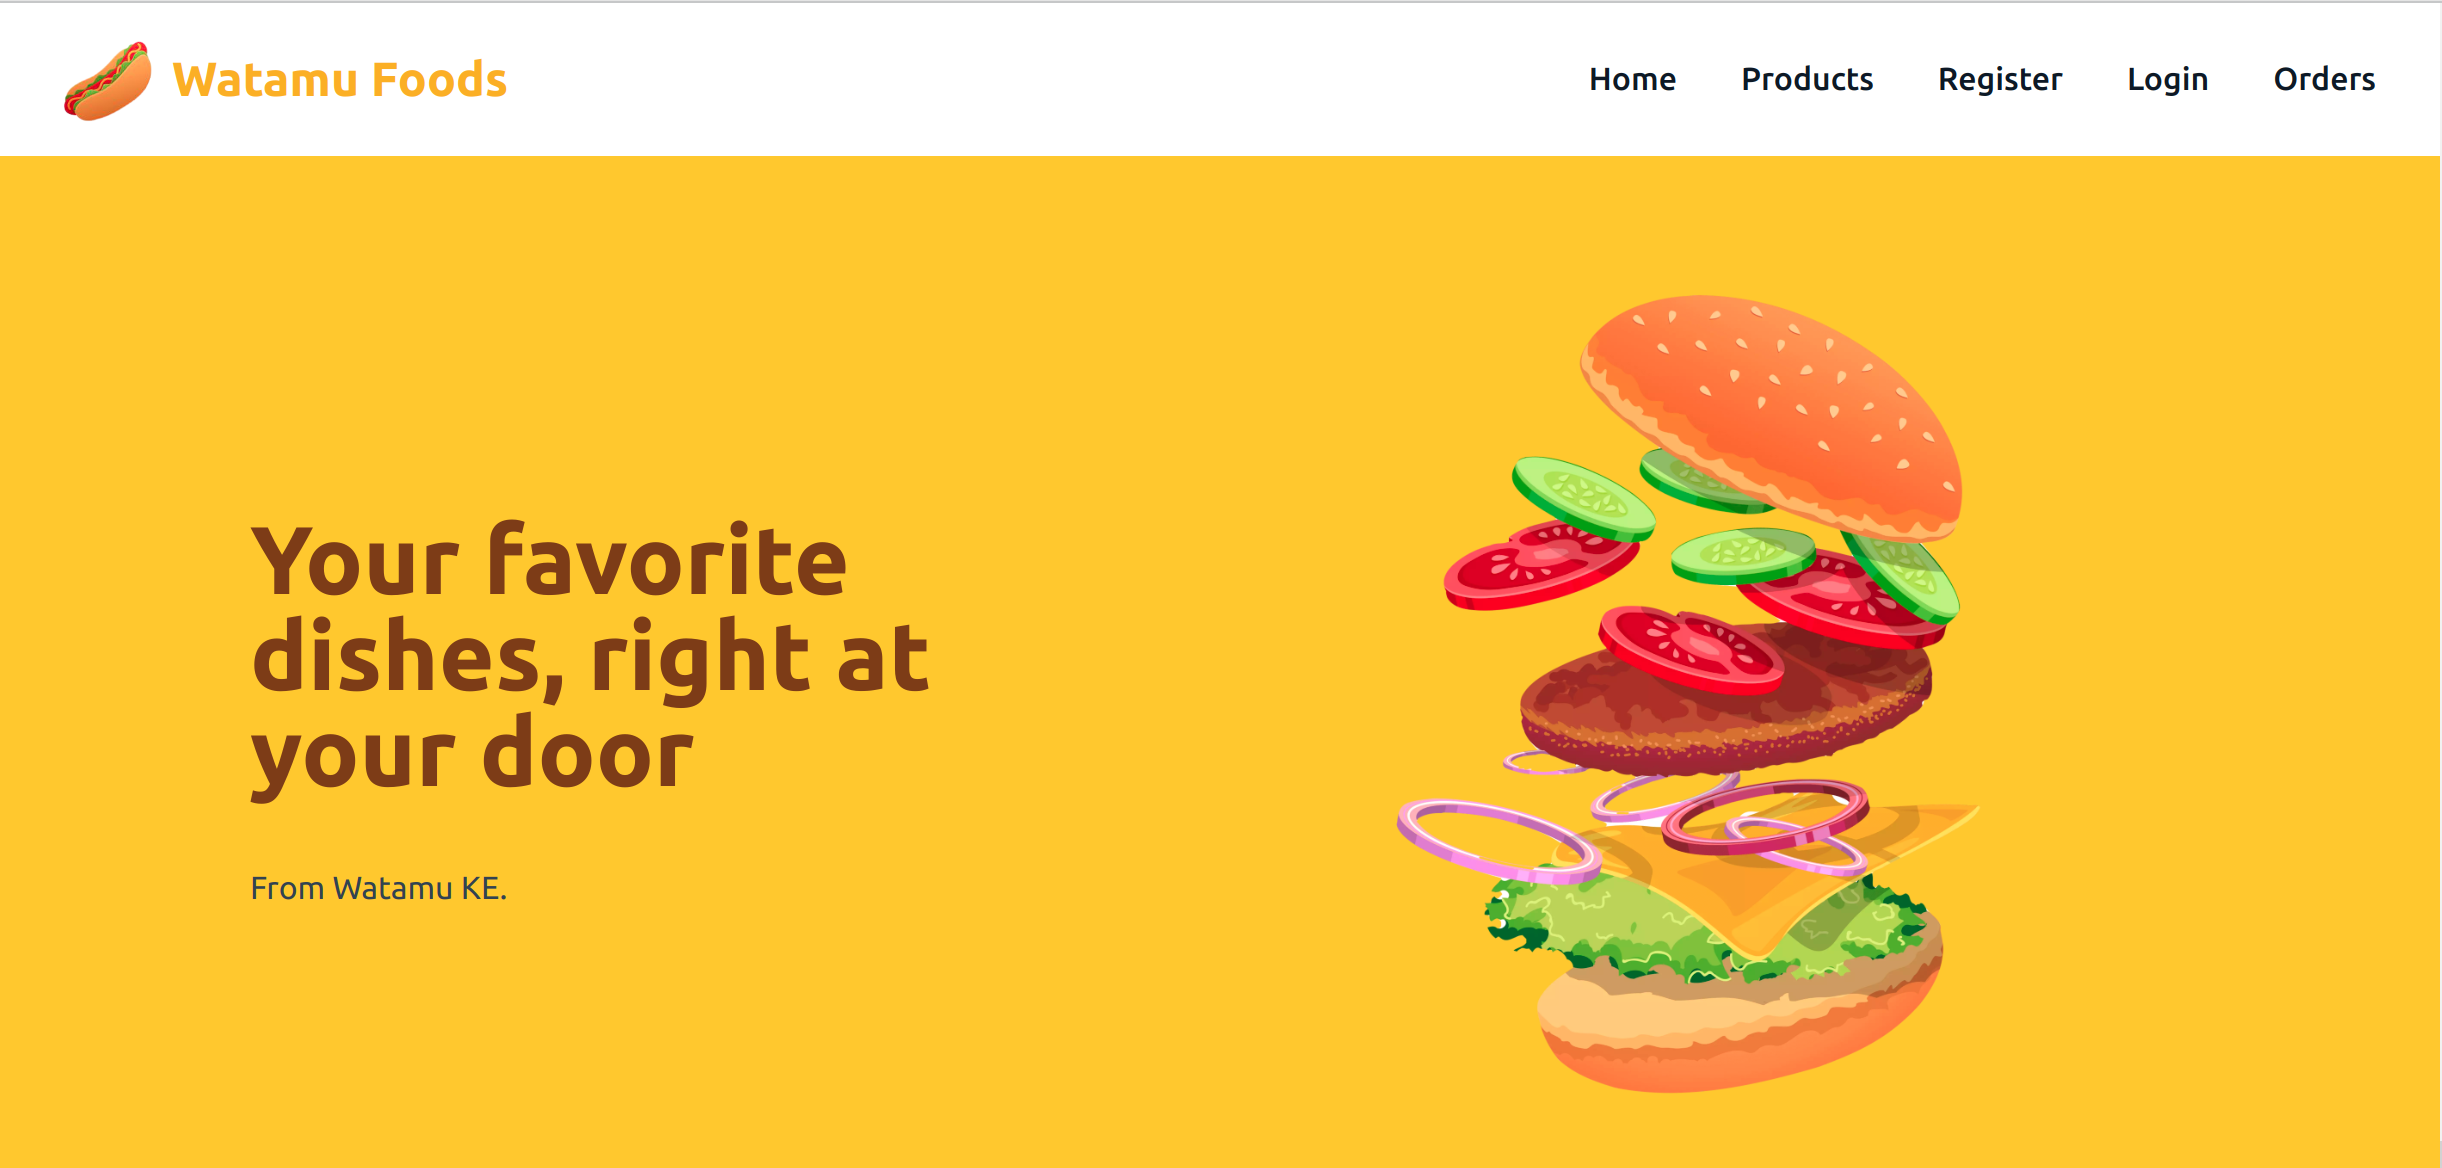 Watamu Foods
Home Products Register Login Orders
Your favorite
dishes, right at
your door
From Watamu KE.